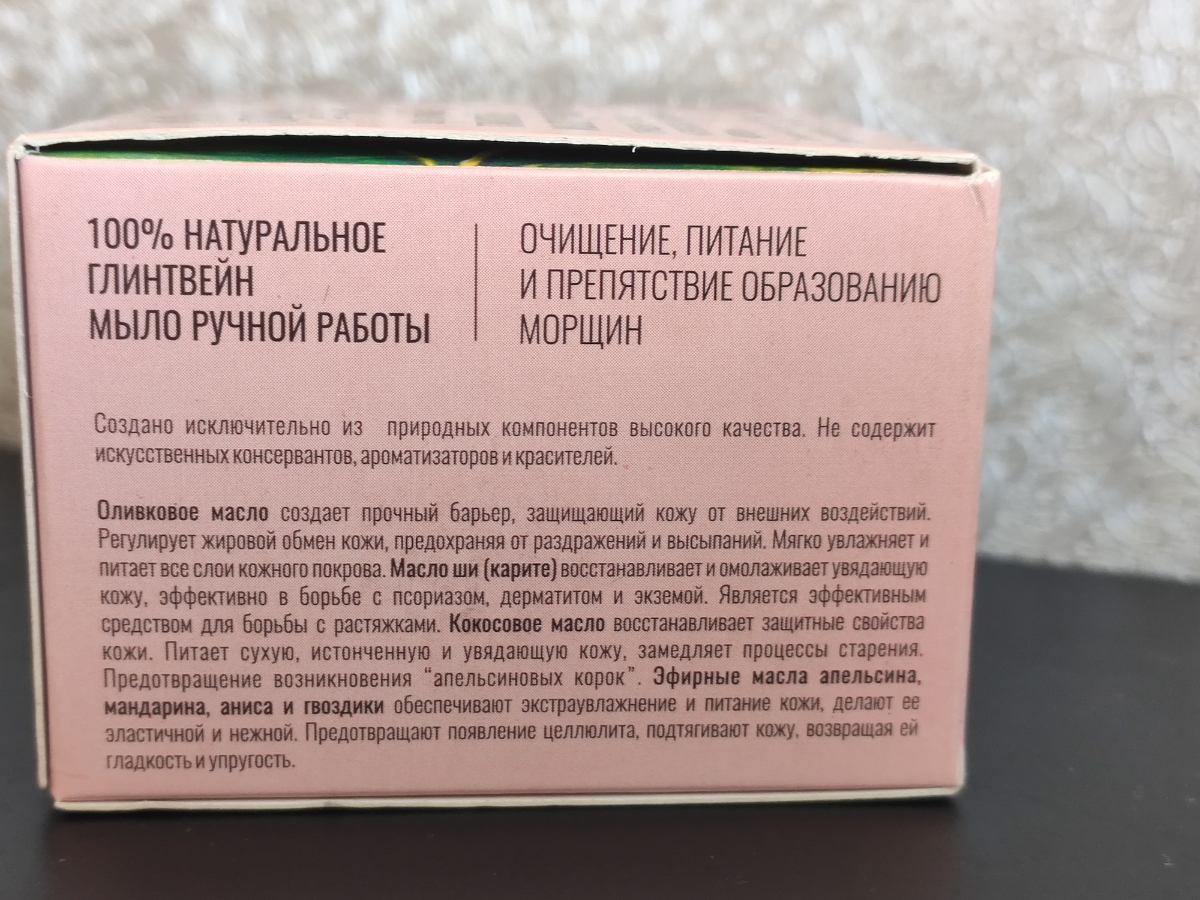 100% НАТУРАЛЬНОЕ
ГЛИНТВЕЙН
МЫЛО РУЧНОЙ РАБОТЫ
ОЧИЩЕНИЕ, ПИТАНИЕ
И ПРЕПЯТСТВИЕ ОБРАЗОВАНИЮ
МОРЩИН
Создано исключительно из природных компонентов высокого качества. Не содержит
искусственных консервантов, ароматизаторов и красителей.
Оливковое масло создает прочный барьер, защищающий кожу от внешних воздействий.
Регулирует жировой обмен кожи, предохраняя от раздражений и высыпаний. Мягко увлажняет и
питает все слои кожного покрова. Масло ши (карите) восстанавливает и омолаживает увядающую
кожу, эффективно в борьбе с псориазом, дерматитом и экземой. Является эффективным
средством для борьбы с растяжками. Кокосовое масло восстанавливает защитные свойства
кожи. Питает сухую, истонченную и увядающую кожу, замедляет процессы старения.
Предотвращение возникновения “апельсиновых корок”. Эфирные масла апельсина,
мандарина, аниса и гвоздики обеспечивают экстраувлажнение и питание кожи, делают ее
эластичной и нежной. Предотвращают появление целлюлита, подтягивают кожу, возвращая ей
гладкость и упругость.